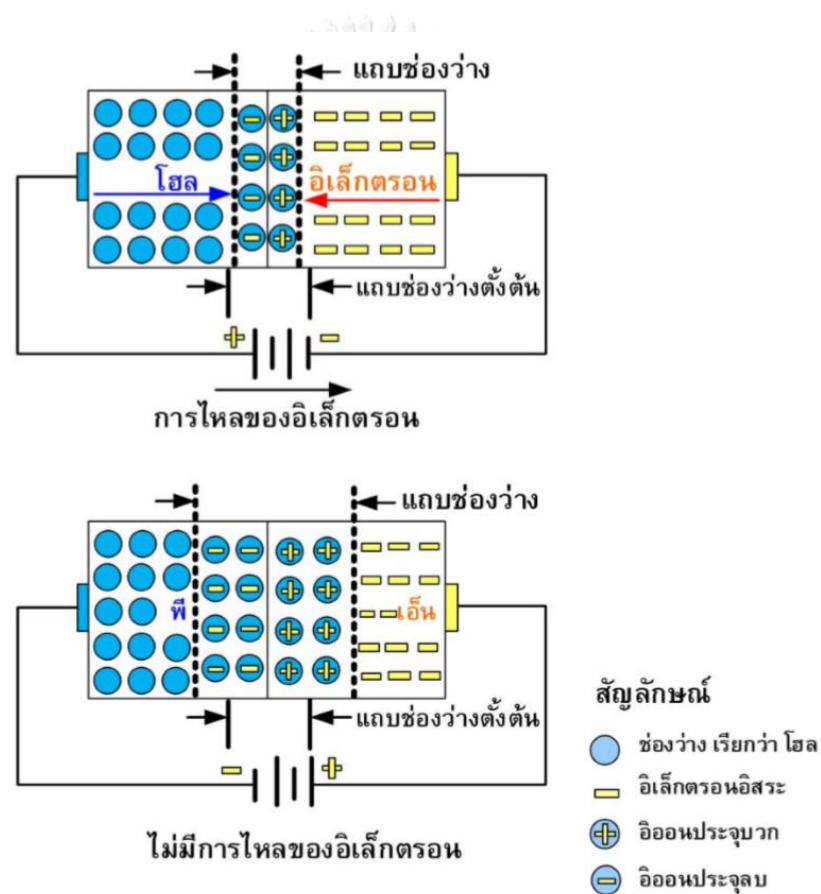 แถบช่องว่าง
โฮล
อิเล็กตรอน
แถบช่องว่างตั้งต้น
การไหลของอิเล็กตรอน
แถบช่องว่าง
พี
เอ็น
แถบช่องว่างตั้งต้น
ไม่มีการไหลของอิเล็กตรอน
สัญลักษณ์
ช่องว่าง เรียกว่า โฮล
อิเล็กตรอนอิสระ
อิออนประจุบวก
อิออนประจุลบ